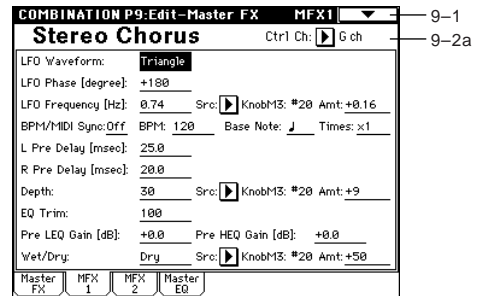 COMBINATION P9:Edit-Master FX MFX1
9–1
Stereo Chorus Ctrl Ch: G ch
9–2a
LFO Waveform: Triangle
LFO Phase [degree]: +180
LFO Frequency [Hz]: 0.74 Src: KnobM3: #20 Amt: +0.16
BPM/MIDI Sync: Off BPM: 120 Base Note: ♩ Times: x1
L Pre Delay [msec]: 25.0
R Pre Delay [msec]: 20.0
Depth: 30 Src: KnobM3: #20 Amt: +9
EQ Trim: 100
Pre LEQ Gain [dB]: +0.0 Pre HEQ Gain [dB]: +0.0
Wet/Dry: Dry Src: KnobM3: #20 Amt: +50
Master FX MFX 1 MFX 2 Master EQ